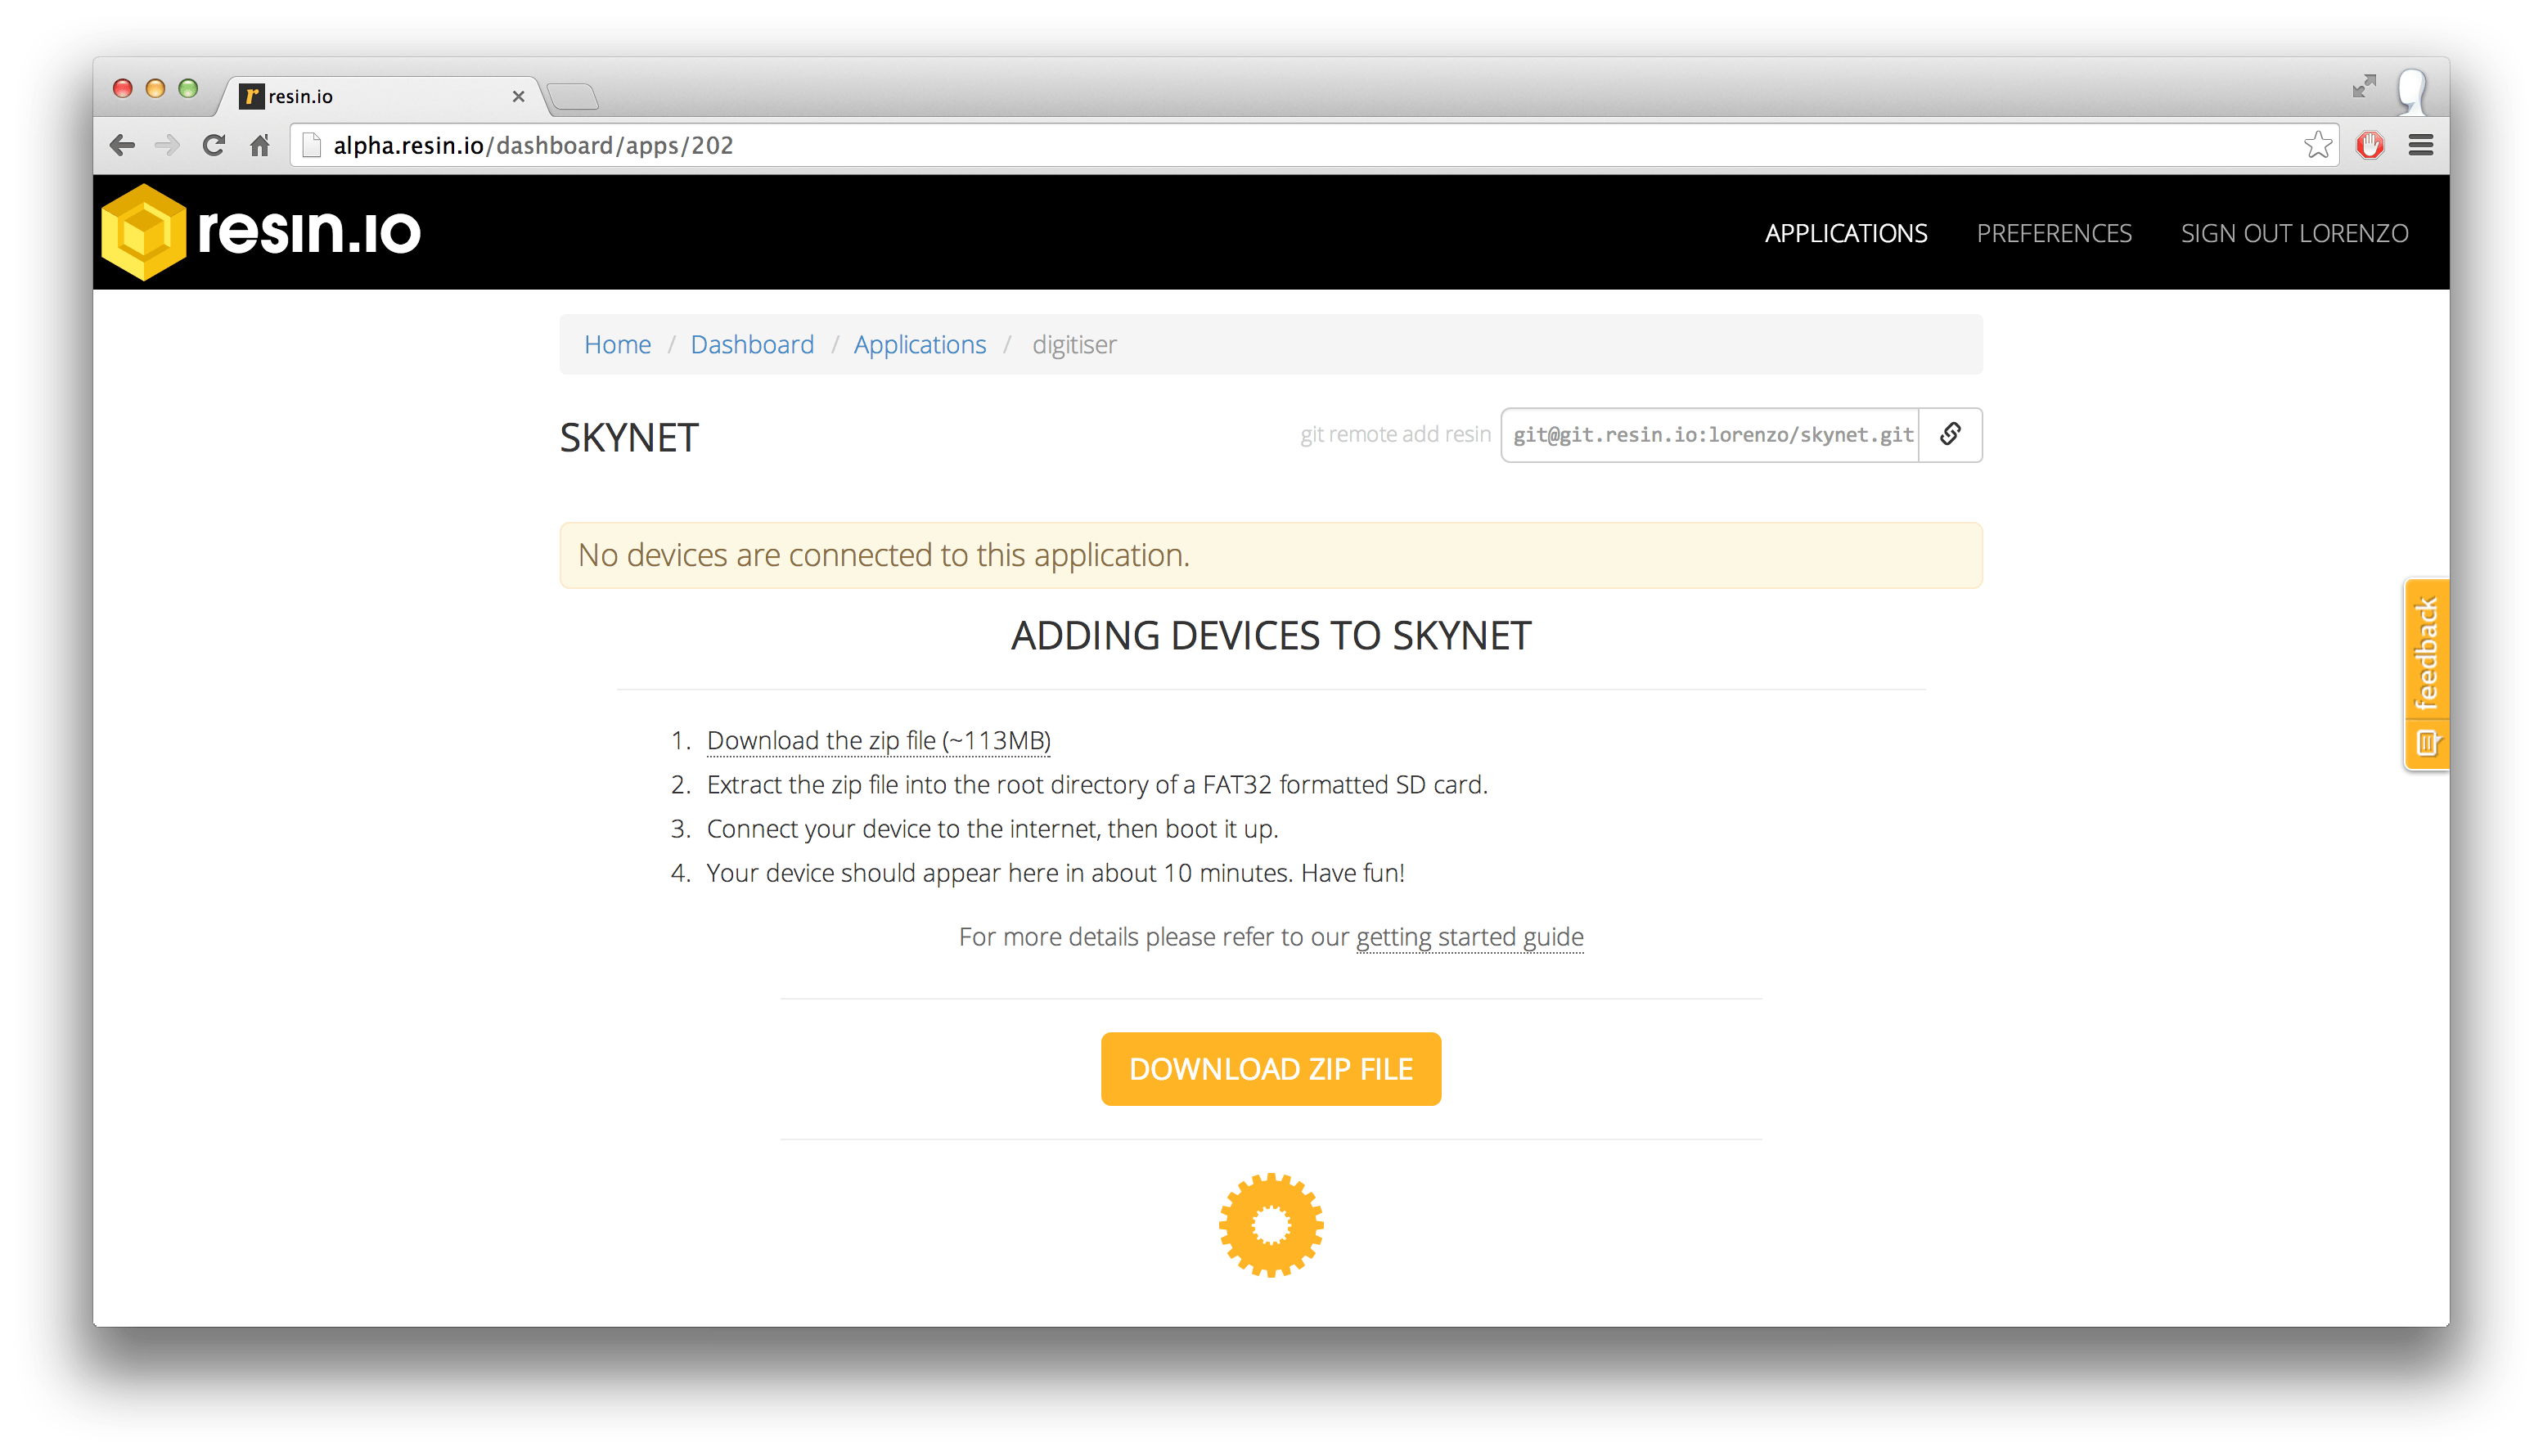 resin.io
alpha.resin.io/dashboard/apps/202
resin.io
APPLICATIONS PREFERENCES SIGN OUT LORENZO
Home / Dashboard / Applications / digitiser
SKYNET
git remote add resin git@git.resin.io:lorenzo/skynet.git
No devices are connected to this application.
feedback
ADDING DEVICES TO SKYNET
1. Download the zip file (~113MB)
2. Extract the zip file into the root directory of a FAT32 formatted SD card.
3. Connect your device to the internet, then boot it up.
4. Your device should appear here in about 10 minutes. Have fun!
For more details please refer to our getting started guide
DOWNLOAD ZIP FILE